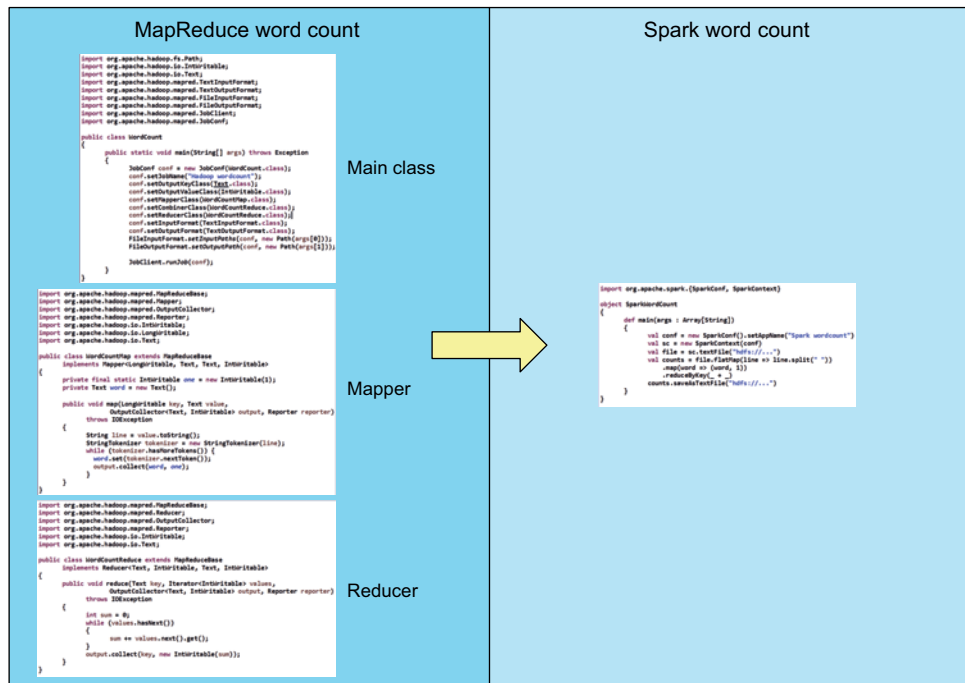 MapReduce word count
import org.apache.hadoop.fs.Path;
import org.apache.hadoop.io.IntWritable;
import org.apache.hadoop.io.Text;
import org.apache.hadoop.mapred.TextInputFormat;
import org.apache.hadoop.mapred.TextOutputFormat;
import org.apache.hadoop.mapred.FileInputFormat;
import org.apache.hadoop.mapred.FileOutputFormat;
import org.apache.hadoop.mapred.JobClient;
import org.apache.hadoop.mapred.JobConf;
public class WordCount
{
public static void main(String[] args) throws Exception
{
JobConf conf = new JobConf(WordCount.class);
conf.setJobName("Hadoop wordcount");
conf.setOutputKeyClass(Text.class);
conf.setOutputValueClass(IntWritable.class);
conf.setMapperClass(WordCountMap.class);
conf.setCombinerClass(WordCountReduce.class);
conf.setReducerClass(WordCountReduce.class);
conf.setInputFormat(TextInputFormat.class);
conf.setOutputFormat(TextOutputFormat.class);
FileInputFormat.setInputPaths(conf, new Path(args[0]));
FileOutputFormat.setOutputPath(conf, new Path(args[1]));
JobClient.runJob(conf);
}
}
Main class
import org.apache.hadoop.mapred.MapReduceBase;
import org.apache.hadoop.mapred.Mapper;
import org.apache.hadoop.mapred.OutputCollector;
import org.apache.hadoop.mapred.Reporter;
import org.apache.hadoop.io.IntWritable;
import org.apache.hadoop.io.LongWritable;
import org.apache.hadoop.io.Text;
public class WordCountMap extends MapReduceBase
implements Mapper<LongWritable, Text, Text, IntWritable>
{
private final static IntWritable one = new IntWritable(1);
private Text word = new Text();
public void map(LongWritable key, Text value,
OutputCollector<Text, IntWritable> output, Reporter reporter)
throws IOException
{
String line = value.toString();
StringTokenizer tokenizer = new StringTokenizer(line);
while (tokenizer.hasMoreTokens()) {
word.set(tokenizer.nextToken());
output.collect(word, one);
}
}
}
Mapper
import org.apache.hadoop.mapred.MapReduceBase;
import org.apache.hadoop.mapred.Reducer;
import org.apache.hadoop.mapred.OutputCollector;
import org.apache.hadoop.mapred.Reporter;
import org.apache.hadoop.io.IntWritable;
import org.apache.hadoop.io.Text;
public class WordCountReduce extends MapReduceBase
implements Reducer<Text, IntWritable, Text, IntWritable>
{
public void reduce(Text key, Iterator<IntWritable> values,
OutputCollector<Text, IntWritable> output, Reporter reporter)
throws IOException
{
int sum = 0;
while (values.hasNext())
{
sum += values.next().get();
}
output.collect(key, new IntWritable(sum));
}
}
Reducer
Spark word count
import org.apache.spark.{SparkConf, SparkContext}
object SparkWordCount
{
def main(args : Array[String])
{
val conf = new SparkConf().setAppName("Spark wordcount")
val sc = new SparkContext(conf)
val file = sc.textFile("hdfs://...")
val counts = file.flatMap(line => line.split(" "))
.map(word => (word, 1))
.reduceByKey(_ + _)
counts.saveAsTextFile("hdfs://...")
}
}